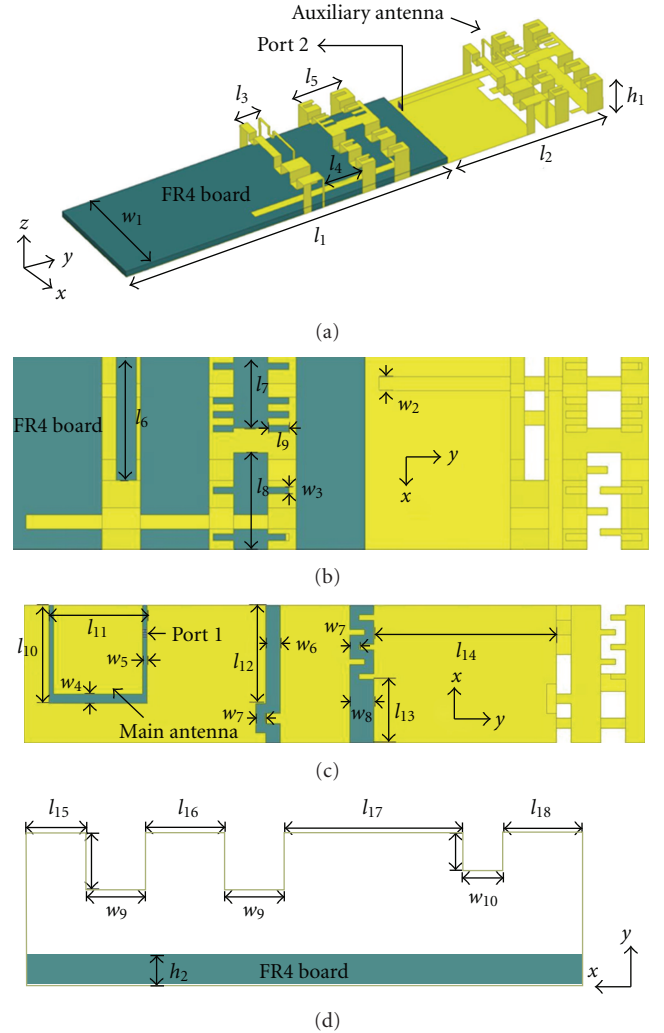 Auxiliary antenna
Port 2
l3
l5
h1
l4
l2
FR4 board
w1
l1
z
y
x
(a)
l7
w2
FR4 board
l6
l9
y
x
l8
w3
(b)
l11
l10
Port 1
w5
w4
Main antenna
l12
w6
w7
l14
x
w7
w8
l13
y
(c)
l15
l16
l17
l18
w9
w9
w10
h2
FR4 board
x
y
(d)